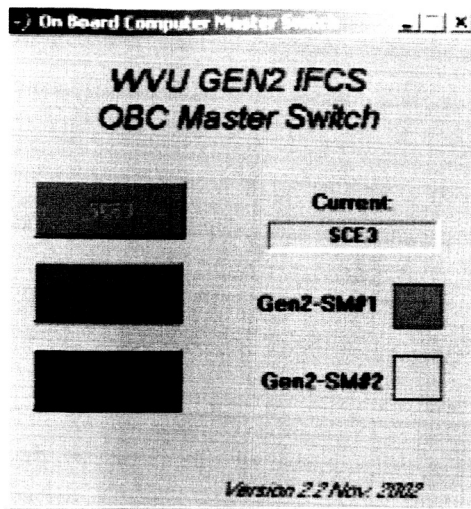 On Board Computer Master Switch
WVU GEN2 IFCS
OBC Master Switch
SCE3
Current:
SCE3
Gen2-SM#1
Gen2-SM#2
Version 2.2 Nov. 2002